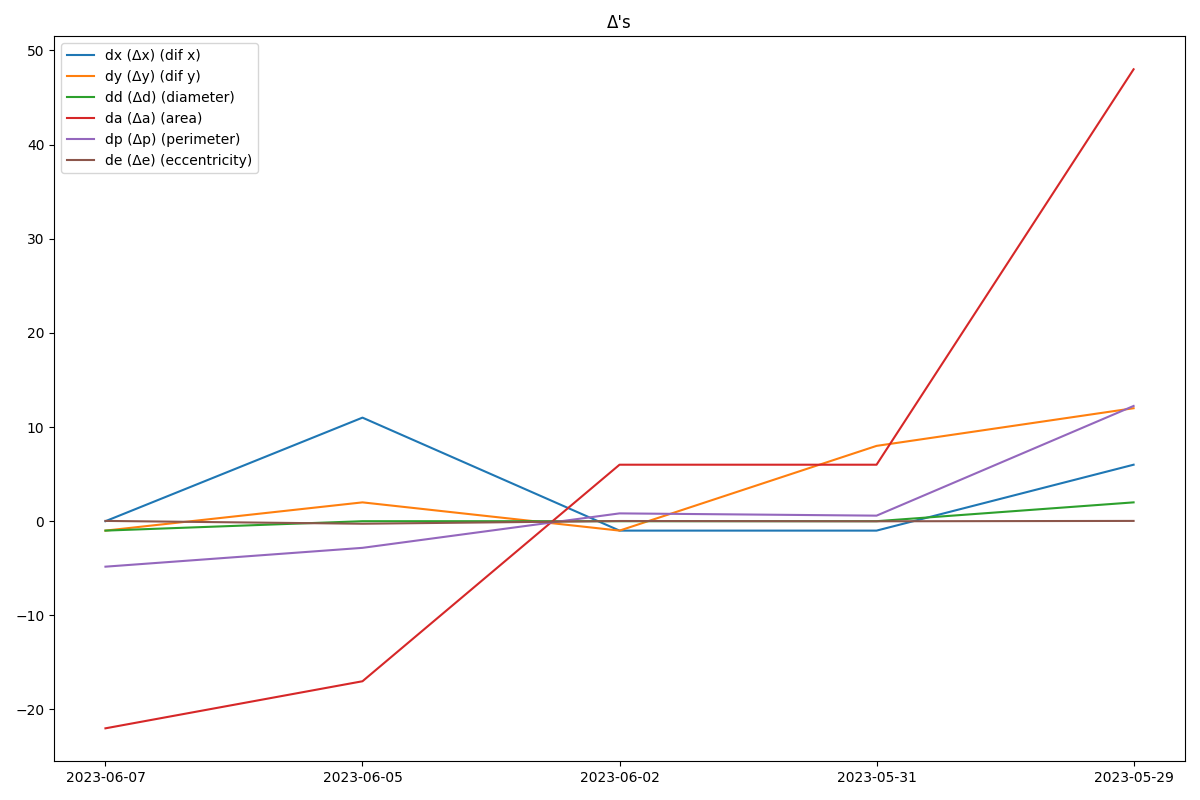 Δ's
50
40
30
20
10
0
−10
−20
dx (Δx) (dif x)
dy (Δy) (dif y)
dd (Δd) (diameter)
da (Δa) (area)
dp (Δp) (perimeter)
de (Δe) (eccentricity)
2023-06-07 2023-06-05 2023-06-02 2023-05-31 2023-05-29